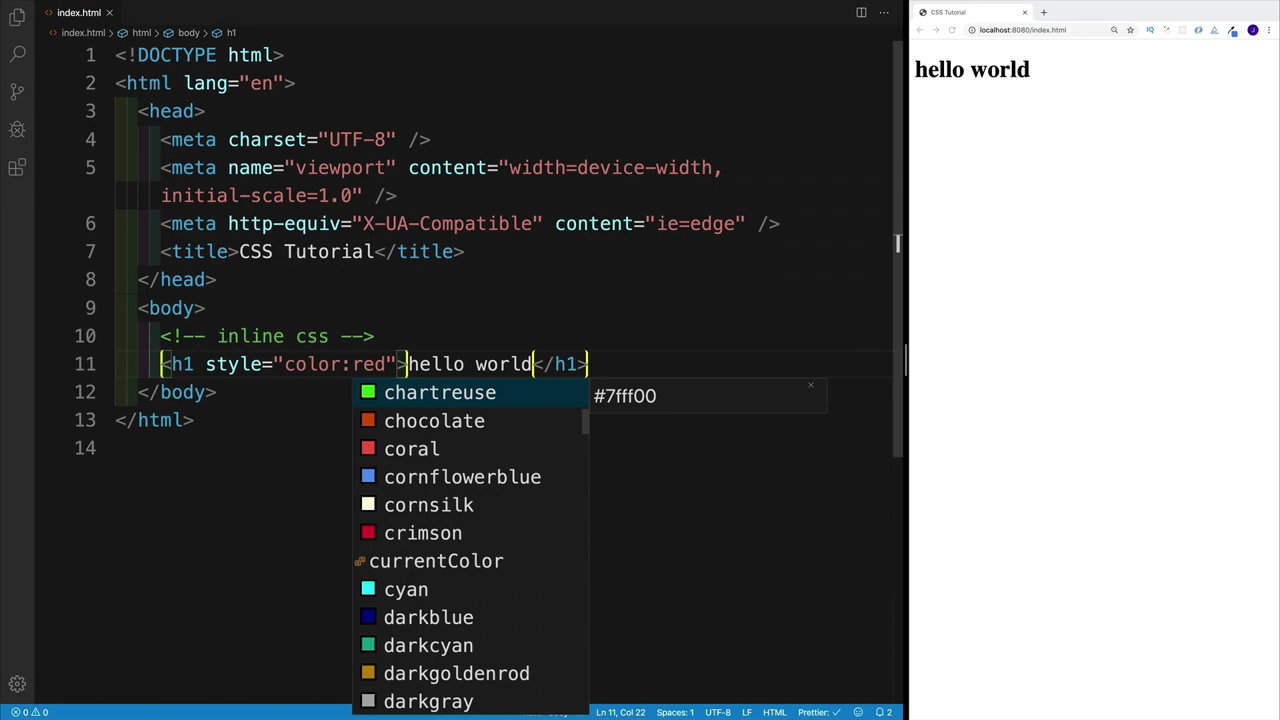 index.html
index.html > html > body > h1
1 <!DOCTYPE html>
2 <html lang="en">
3 <head>
4 <meta charset="UTF-8" />
5 <meta name="viewport" content="width=device-width,
initial-scale=1.0" />
6 <meta http-equiv="X-UA-Compatible" content="ie=edge" />
7 <title>CSS Tutorial</title>
8 </head>
9 <body>
10 <!-- inline css -->
11 <h1 style="color:red">hello world</h1>
12 </body>
13 </html>
14
chartreuse
#7fff00
chocolate
coral
cornflowerblue
cornsilk
crimson
currentColor
cyan
darkblue
darkcyan
darkgoldenrod
darkgray
0 0
Ln 11, Col 22 Spaces: 1 UTF-8 LF HTML Prettier: ✓ 2
CSS Tutorial
localhost:8080/index.html
J
hello world